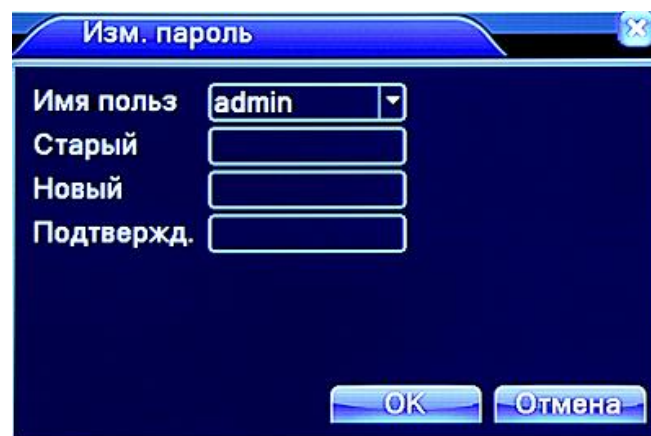 Изм. пароль
Имя польз admin
Старый
Новый
Подтвержд.
OK Отмена